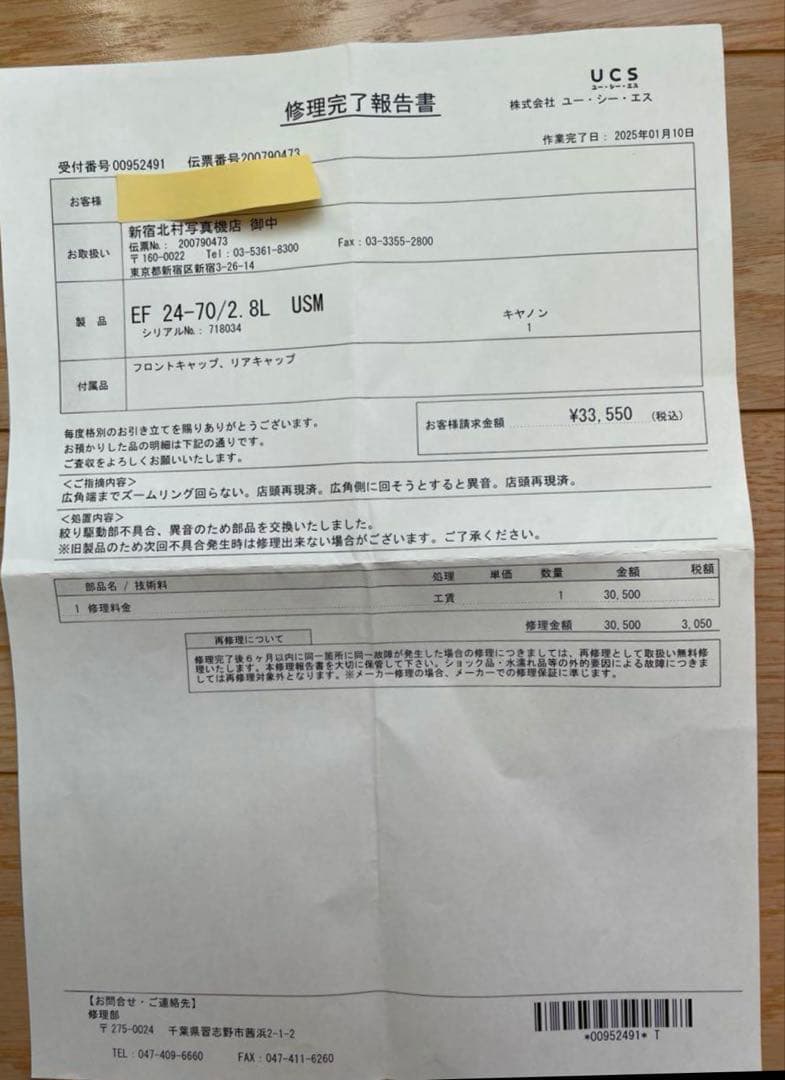 UCS
ユー・シー・エス
修理完了報告書
株式会社 ユー・シー・エス
作業完了日： 2025年01月10日
受付番号00952491 伝票番号200790473
お客様
お取扱い
新宿北村写真機店 御中
伝票No.： 200790473
〒160-0022 Tel：03-5361-8300 Fax：03-3355-2800
東京都新宿区新宿3-26-14
製 品
EF 24-70/2.8L USM
キヤノン
シリアルNo.： 718034
1
付属品
フロントキャップ、リアキャップ
毎度格別のお引き立てを賜りありがとうございます。
お預かりした品の明細は下記の通りです。
ご査収をよろしくお願いいたします。
お客様請求金額 ¥33,550 (税込)
<ご指摘内容>
広角端までズームリング回らない。店頭再現済。広角側に回そうとすると異音。店頭再現済。
<処置内容>
絞り駆動部不具合、異音のため部品を交換いたしました。
※旧製品のため次回不具合発生時は修理出来ない場合がございます。ご了承ください。
部品名 / 技術料 処理 単価 数量 金額 税額
1 修理料金 工賃 1 30,500
修理金額 30,500 3,050
再修理について
修理完了後6ヶ月以内に同一箇所に同一故障が発生した場合の修理につきましては、再修理として取扱い無料修
理いたします。本修理報告書を大切に保管して下さい。ショック品・水濡れ品等の外的要因による故障につきま
しては再修理対象外となります。※メーカー修理の場合、メーカーでの修理保証に準じます。
【お問合せ・ご連絡先】
修理部
〒275-0024 千葉県習志野市茜浜2-1-2
TEL：047-409-6660 FAX：047-411-6260
*00952491* T